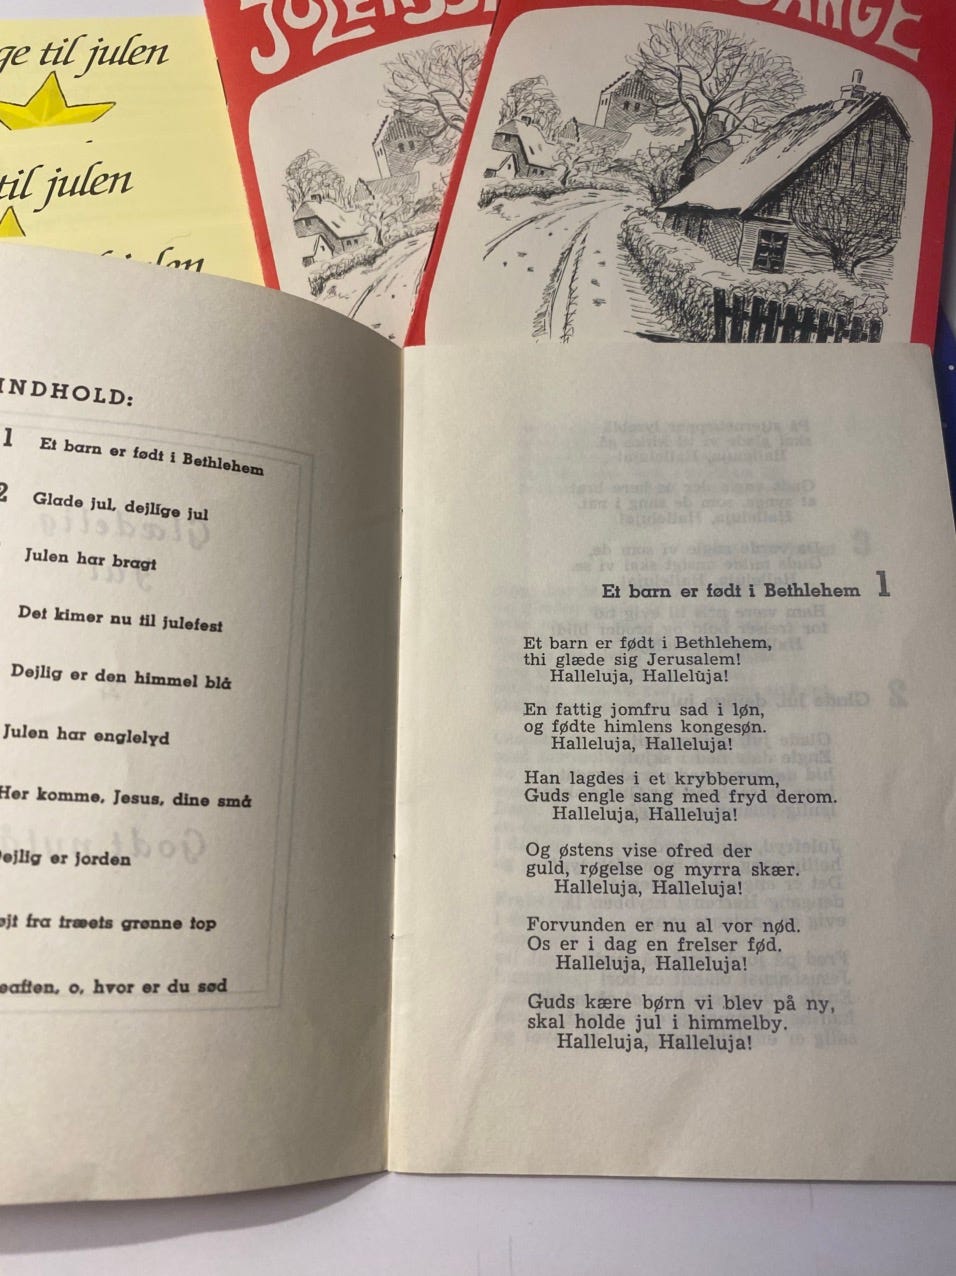 til julen
til julen
INDHOLD:
1 Et barn er født i Bethlehem
2 Glade jul, dejlige jul
Julen har bragt
Det kimer nu til julefest
Dejlig er den himmel blå
Julen har englelyd
Her komme, Jesus, dine små
er jorden
fra træets grønne top
o, hvor er du sød
Et barn er født i Bethlehem 1
Et barn er født i Bethlehem,
thi glæde sig Jerusalem!
Halleluja, Halleluja!
En fattig jomfru sad i løn,
og fødte himlens kongesøn.
Halleluja, Halleluja!
Han lagdes i et krybberum,
Guds engle sang med fryd derom.
Halleluja, Halleluja!
Og østens vise ofred der
guld, røgelse og myrra skær.
Halleluja, Halleluja!
Forvunden er nu al vor nød.
Os er i dag en frelser fød.
Halleluja, Halleluja!
Guds kære børn vi blev på ny,
skal holde jul i himmelby.
Halleluja, Halleluja!